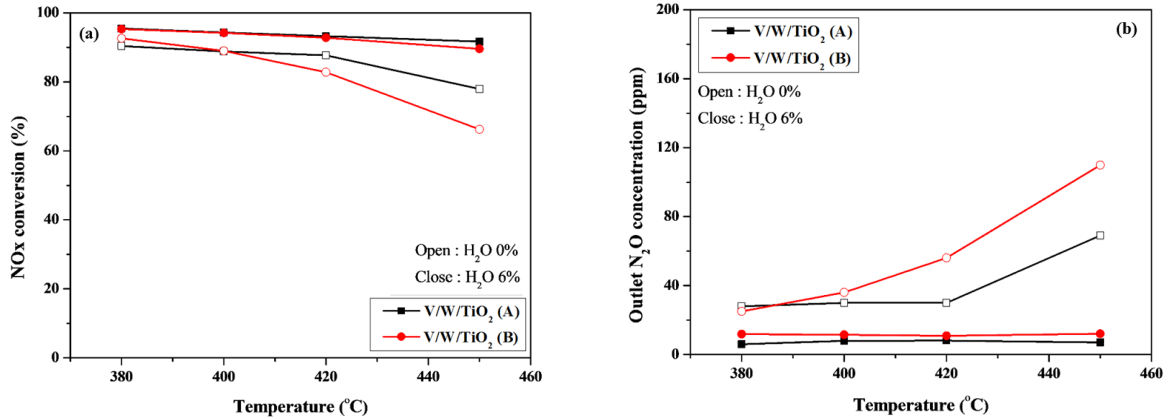 (a)
100
80
60
40
20
0
NOx conversion (%)
Open : H₂O 0%
Close : H₂O 6%
V/W/TiO₂ (A)
V/W/TiO₂ (B)
380 400 420 440 460
Temperature (°C)
(b)
200
160
120
80
40
0
Outlet N₂O concentration (ppm)
V/W/TiO₂ (A)
V/W/TiO₂ (B)
Open : H₂O 0%
Close : H₂O 6%
380 400 420 440 460
Temperature (°C)